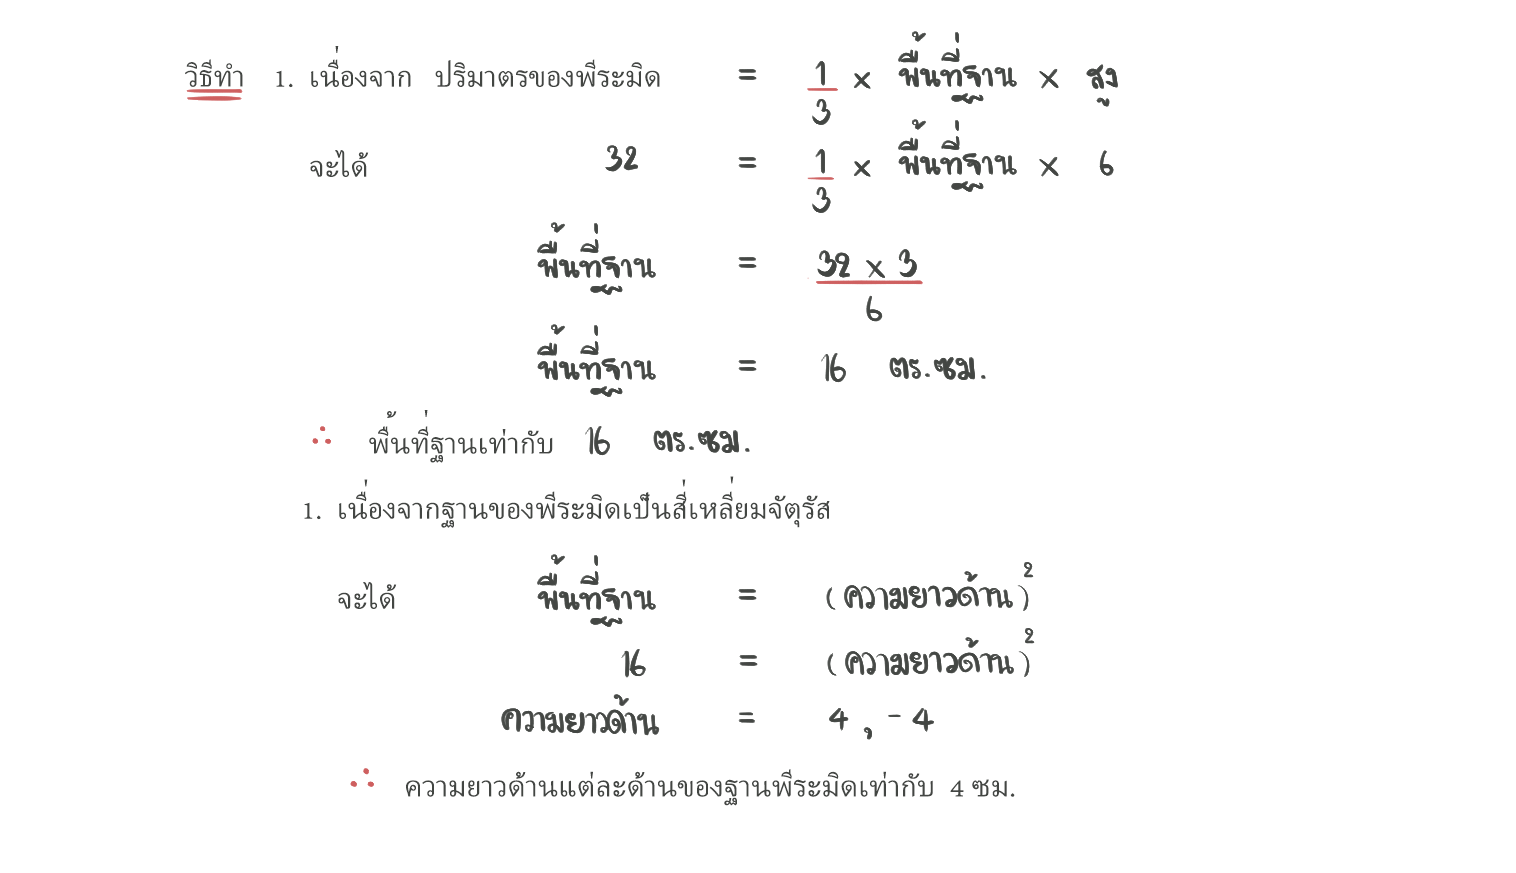 วิธีทำ 1. เนื่องจาก ปริมาตรของพีระมิด = 1/3 × พื้นที่ฐาน × สูง
จะได้ 32 = 1/3 × พื้นที่ฐาน × 6
พื้นที่ฐาน = 32 × 3 / 6
พื้นที่ฐาน = 16 ตร.ซม.
∴ พื้นที่ฐานเท่ากับ 16 ตร.ซม.
1. เนื่องจากฐานของพีระมิดเป็นสี่เหลี่ยมจัตุรัส
จะได้ พื้นที่ฐาน = (ความยาวด้าน)²
16 = (ความยาวด้าน)²
ความยาวด้าน = 4 , - 4
∴ ความยาวด้านแต่ละด้านของฐานพีระมิดเท่ากับ 4 ซม.